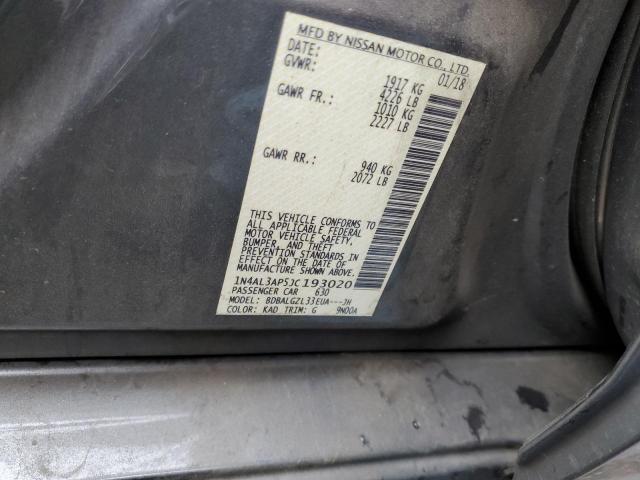 MFD BY NISSAN MOTOR CO., LTD.
DATE: 01/18
GVWR: 1917 KG
4226 LB
GAWR FR.: 1010 KG
2227 LB
GAWR RR.: 940 KG
2072 LB
THIS VEHICLE CONFORMS TO
ALL APPLICABLE FEDERAL
MOTOR VEHICLE SAFETY,
BUMPER, AND THEFT
PREVENTION STANDARDS IN
EFFECT ON THE DATE OF
MANUFACTURE SHOWN ABOVE.
1N4AL3AP5JC193020
PASSENGER CAR 630
MODEL: BDBALGZL33EUA---JH
COLOR: KAD TRIM: G 9N00A